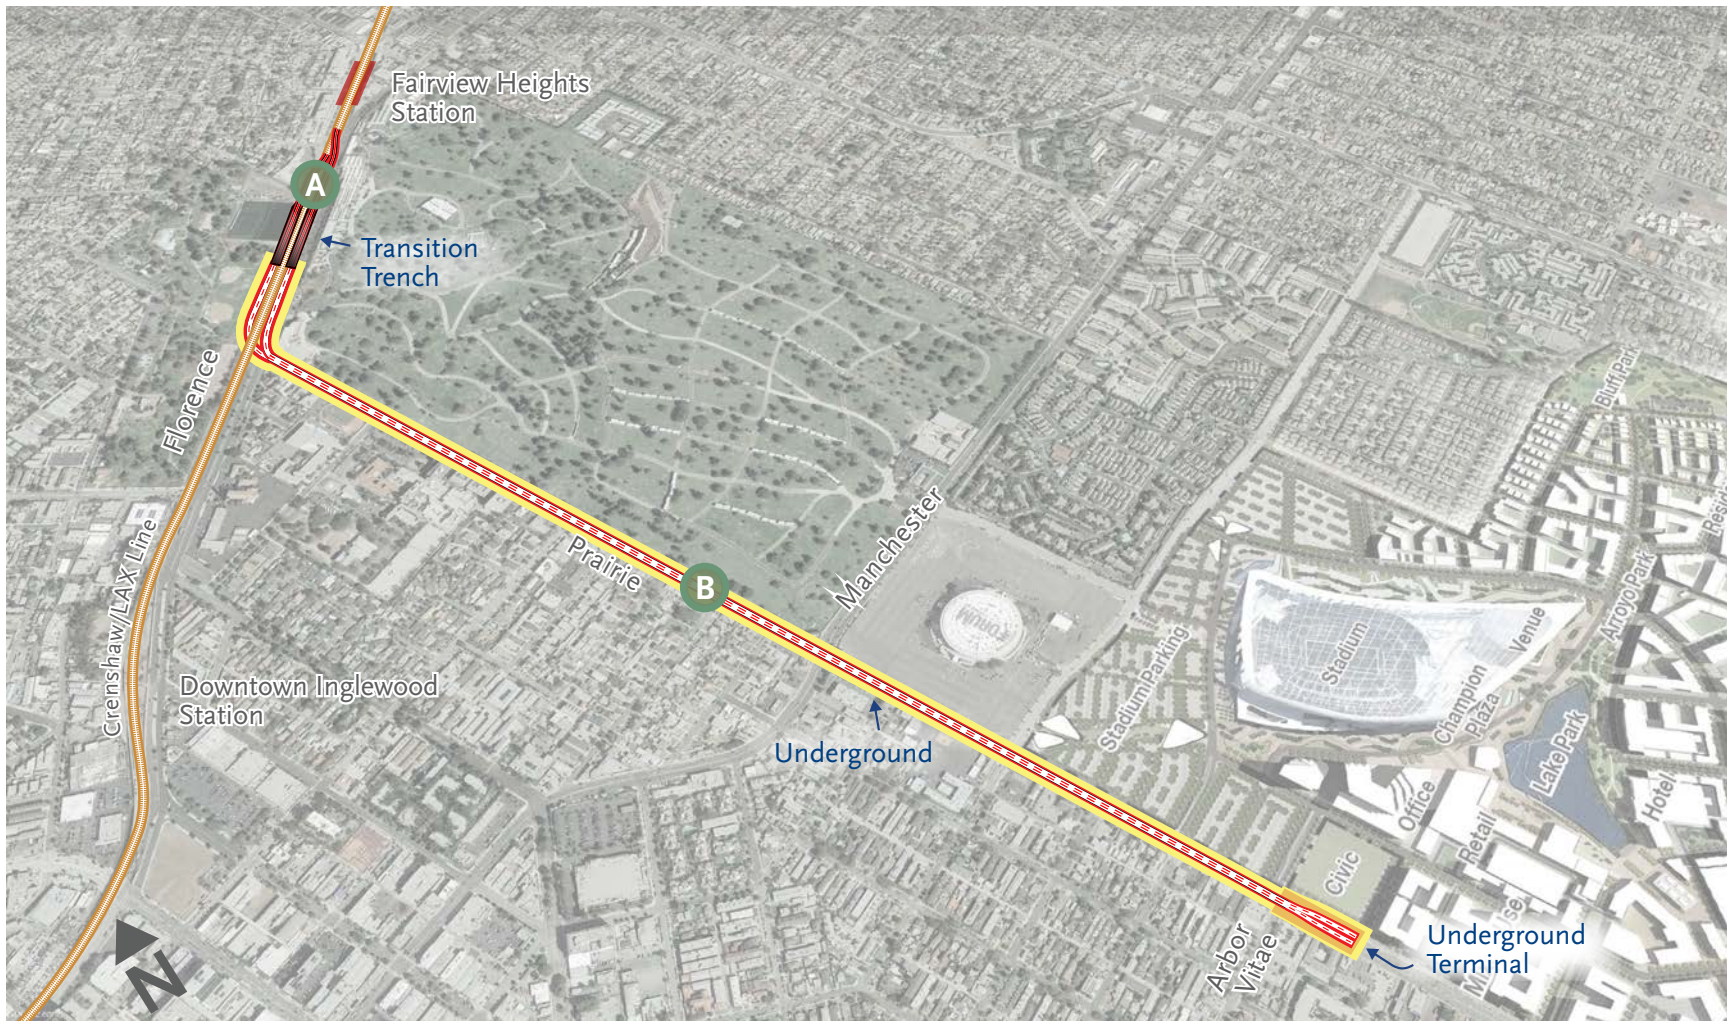 Fairview Heights
Station
A
Transition
Trench
Florence
Bluff Park
Prairie
B
Manchester
Crenshaw/LAX Line
Downtown Inglewood
Station
Underground
FORUM
Stadium Parking
Stadium
Venue
Champion
Plaza
Arroyo Park
Lake Park
Hotel
Office
Retail
Civic
Arbor
Vitae
Underground
Terminal
N